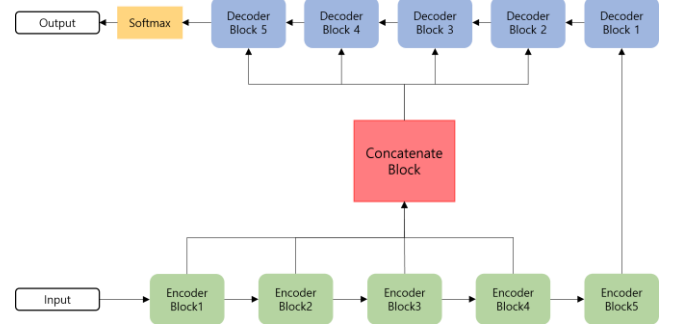 Output
Softmax
Decoder
Block 5
Decoder
Block 4
Decoder
Block 3
Decoder
Block 2
Decoder
Block 1
Concatenate
Block
Input
Encoder
Block1
Encoder
Block2
Encoder
Block3
Encoder
Block4
Encoder
Block5